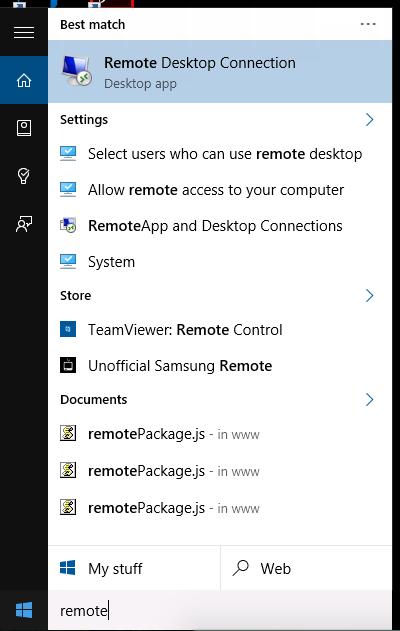 Best match
Remote Desktop Connection
Desktop app
Settings
Select users who can use remote desktop
Allow remote access to your computer
RemoteApp and Desktop Connections
System
Store
TeamViewer: Remote Control
Unofficial Samsung Remote
Documents
remotePackage.js - in www
remotePackage.js - in www
remotePackage.js - in www
My stuff
Web
remote